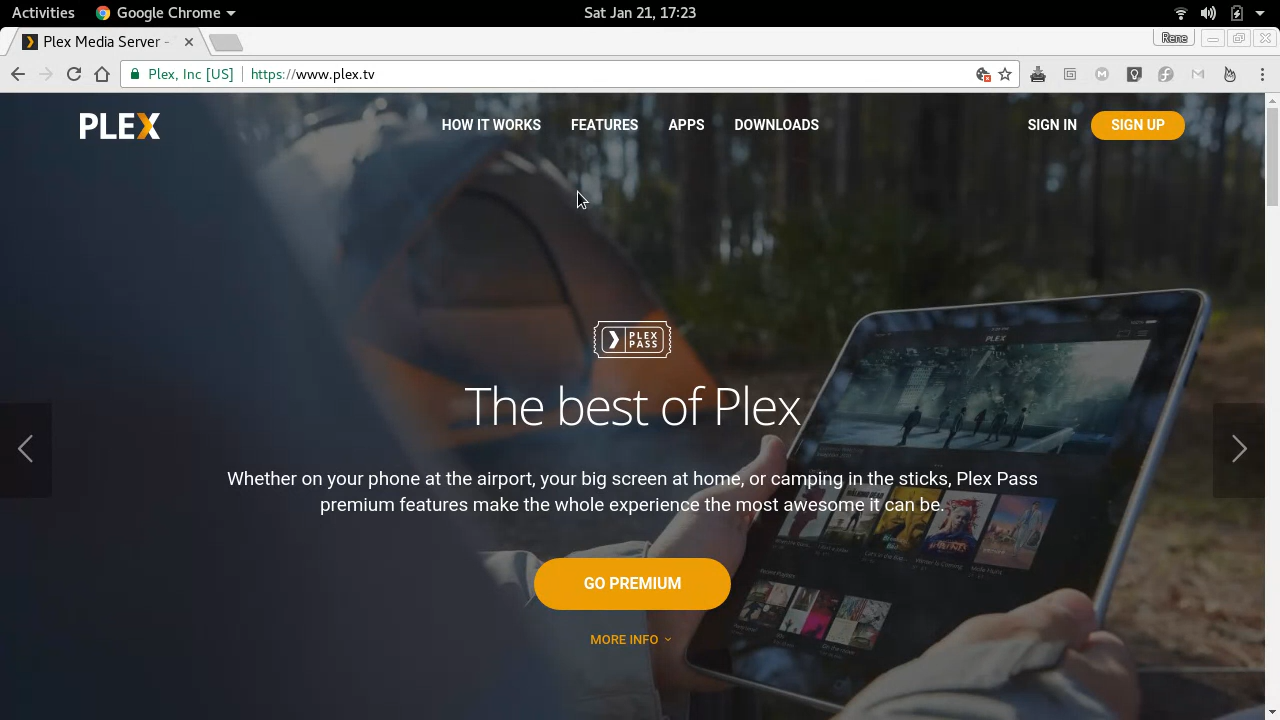 Activities
Google Chrome
Sat Jan 21, 17:23
Plex Media Server -
Rene
Plex, Inc [US]
https://www.plex.tv
PLEX
HOW IT WORKS
FEATURES
APPS
DOWNLOADS
SIGN IN
SIGN UP
PLEX
PLEX
PASS
The best of Plex
Whether on your phone at the airport, your big screen at home, or camping in the sticks, Plex Pass
premium features make the whole experience the most awesome it can be.
GO PREMIUM
MORE INFO